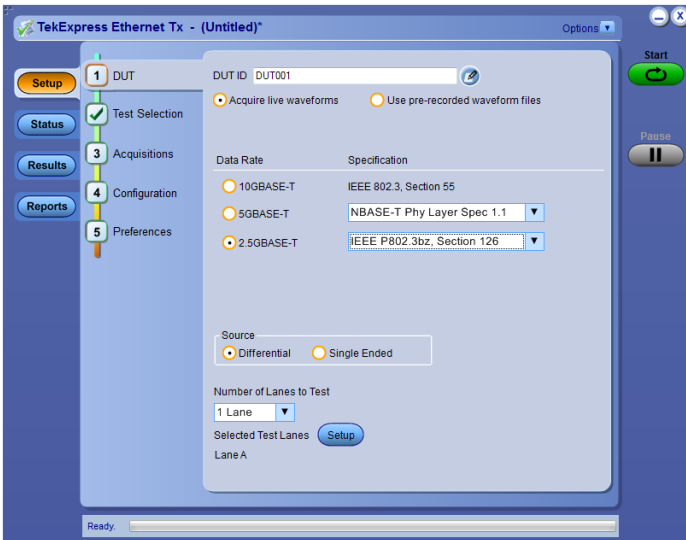 TekExpress Ethernet Tx - (Untitled)*
Options
Start
Pause
Setup
Status
Results
Reports
1 DUT
Test Selection
3 Acquisitions
4 Configuration
5 Preferences
DUT ID DUT001
Acquire live waveforms
Use pre-recorded waveform files
Data Rate Specification
10GBASE-T IEEE 802.3, Section 55
5GBASE-T NBASE-T Phy Layer Spec 1.1
2.5GBASE-T IEEE P802.3bz, Section 126
Source
Differential Single Ended
Number of Lanes to Test
1 Lane
Selected Test Lanes Setup
Lane A
Ready.